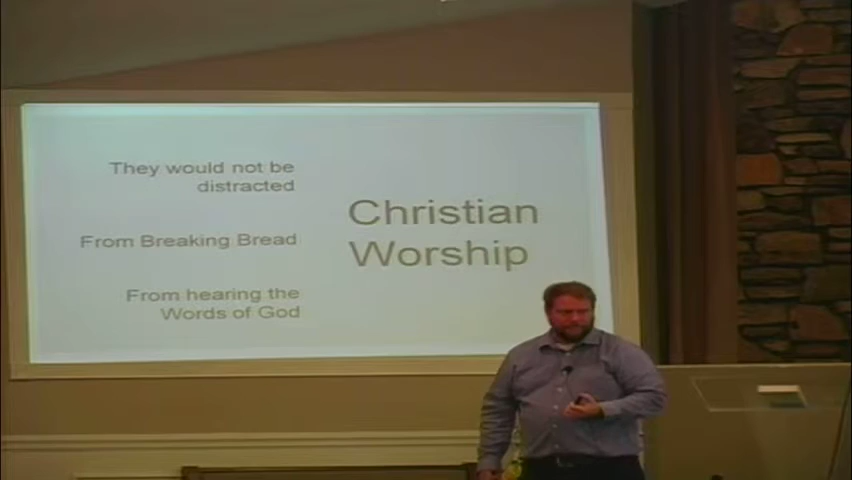 They would not be
distracted
From Breaking Bread
From hearing the
Words of God
Christian
Worship